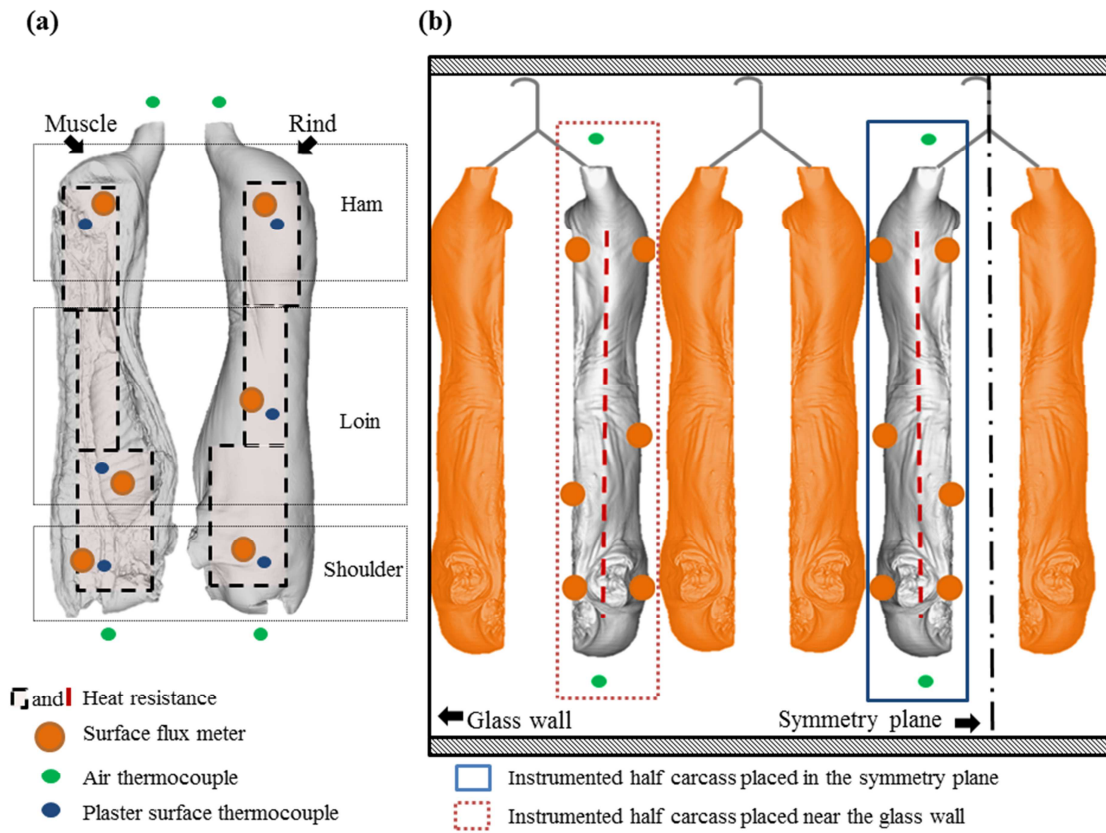 (a)
(b)
Muscle
Rind
Ham
Loin
Shoulder
Glass wall
Symmetry plane
and Heat resistance
Surface flux meter
Air thermocouple
Plaster surface thermocouple
Instrumented half carcass placed in the symmetry plane
Instrumented half carcass placed near the glass wall